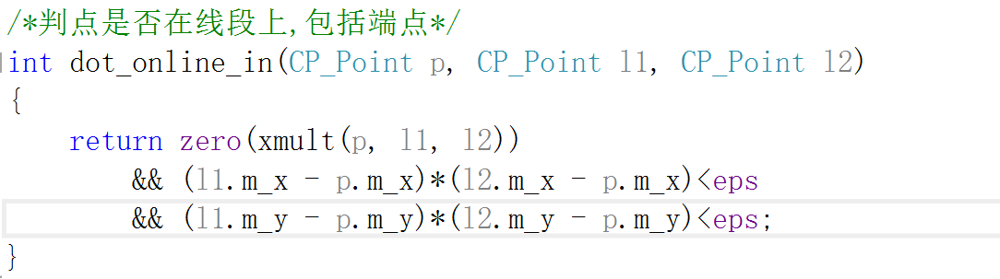 /*判点是否在线段上,包括端点*/
int dot_online_in(CP_Point p, CP_Point l1, CP_Point l2)
{
return zero(xmult(p, l1, l2))
&& (l1.m_x - p.m_x)*(l2.m_x - p.m_x)<eps
&& (l1.m_y - p.m_y)*(l2.m_y - p.m_y)<eps;
}